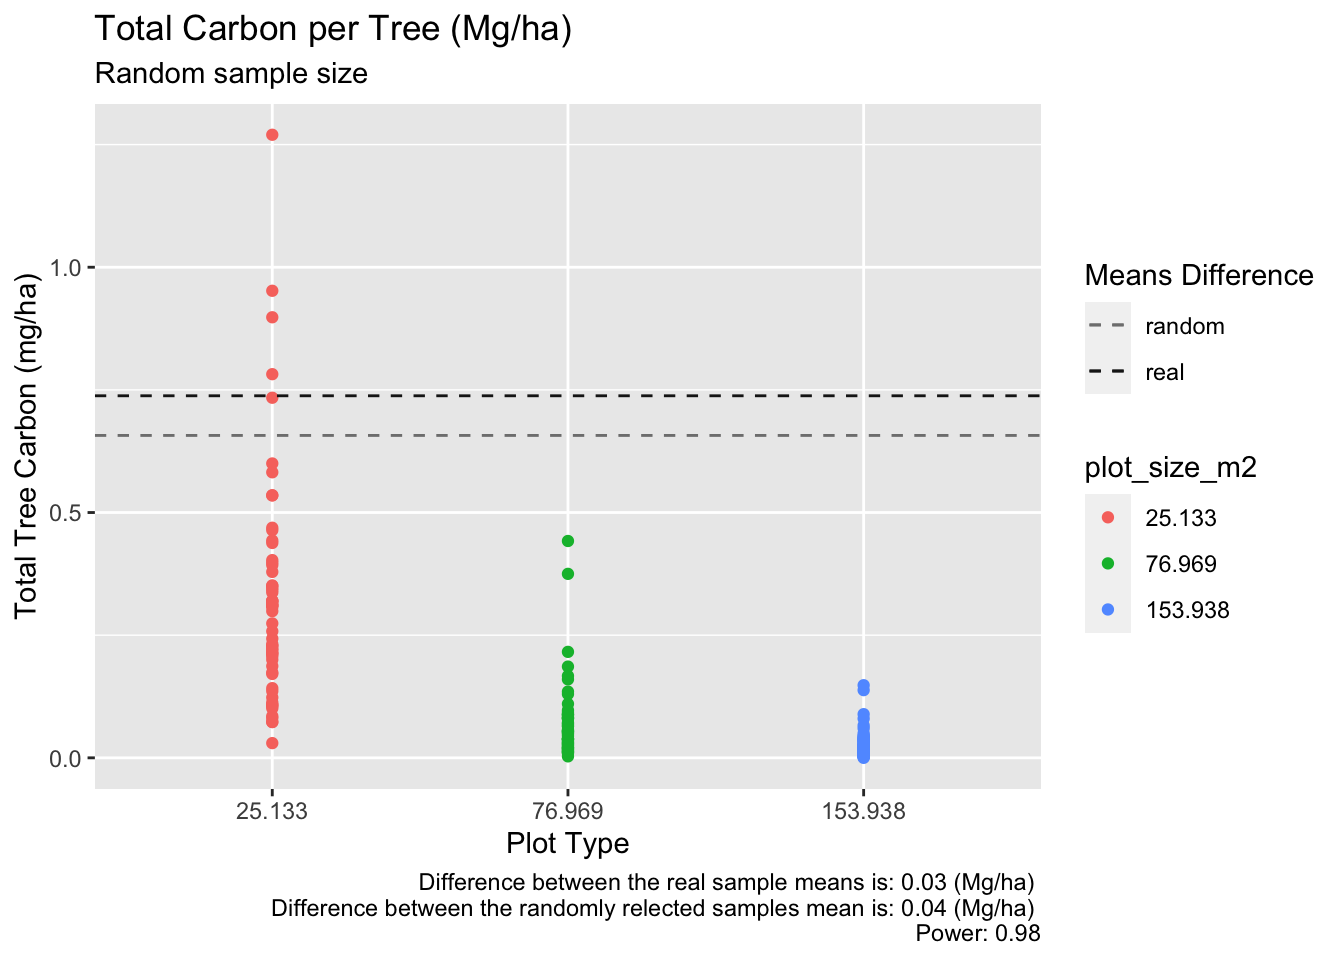 Total Carbon per Tree (Mg/ha)
Random sample size
Total Tree Carbon (mg/ha)
1.0
0.5
0.0
25.133
76.969
153.938
Plot Type
Means Difference
random
real
plot_size_m2
25.133
76.969
153.938
Difference between the real sample means is: 0.03 (Mg/ha)
Difference between the randomly relected samples mean is: 0.04 (Mg/ha)
Power: 0.98